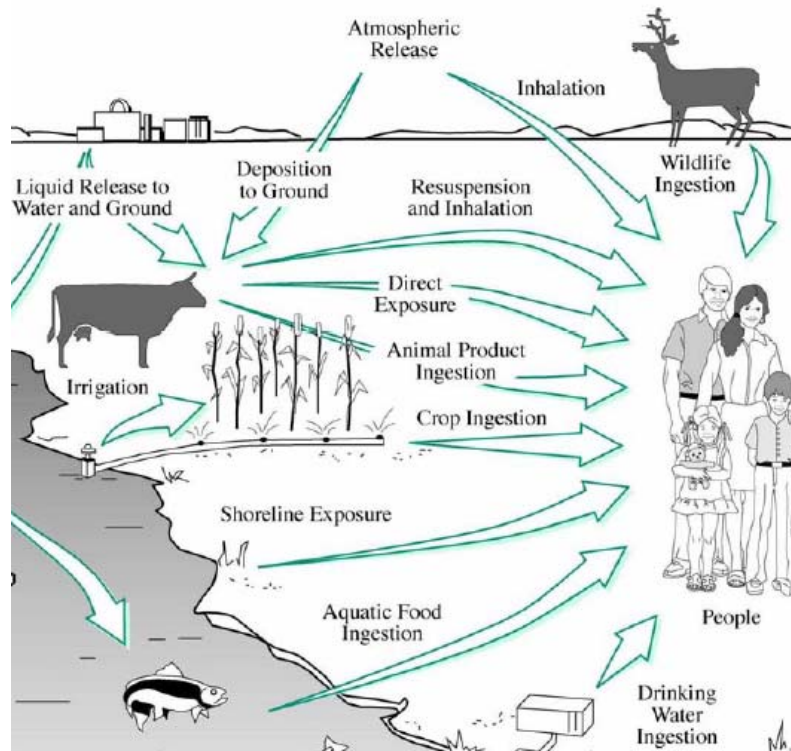 Atmospheric
Release
Inhalation
Wildlife
Ingestion
Liquid Release to
Water and Ground
Deposition
to Ground
Resuspension
and Inhalation
Direct
Exposure
Animal Product
Ingestion
Irrigation
Crop Ingestion
Shoreline Exposure
Aquatic Food
Ingestion
People
Drinking
Water
Ingestion